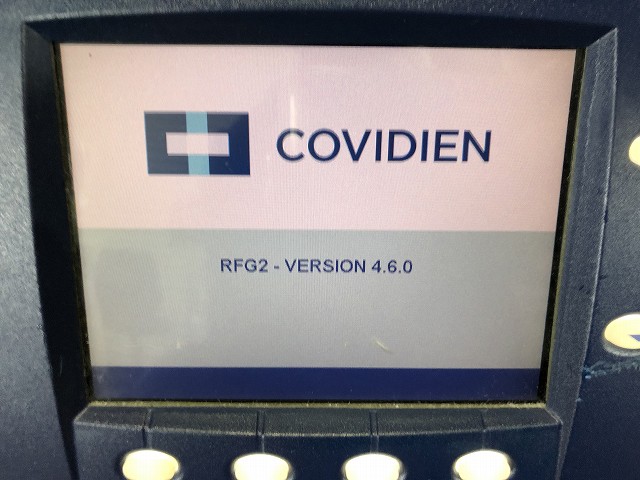 COVIDIEN
RFG2 - VERSION 4.6.0